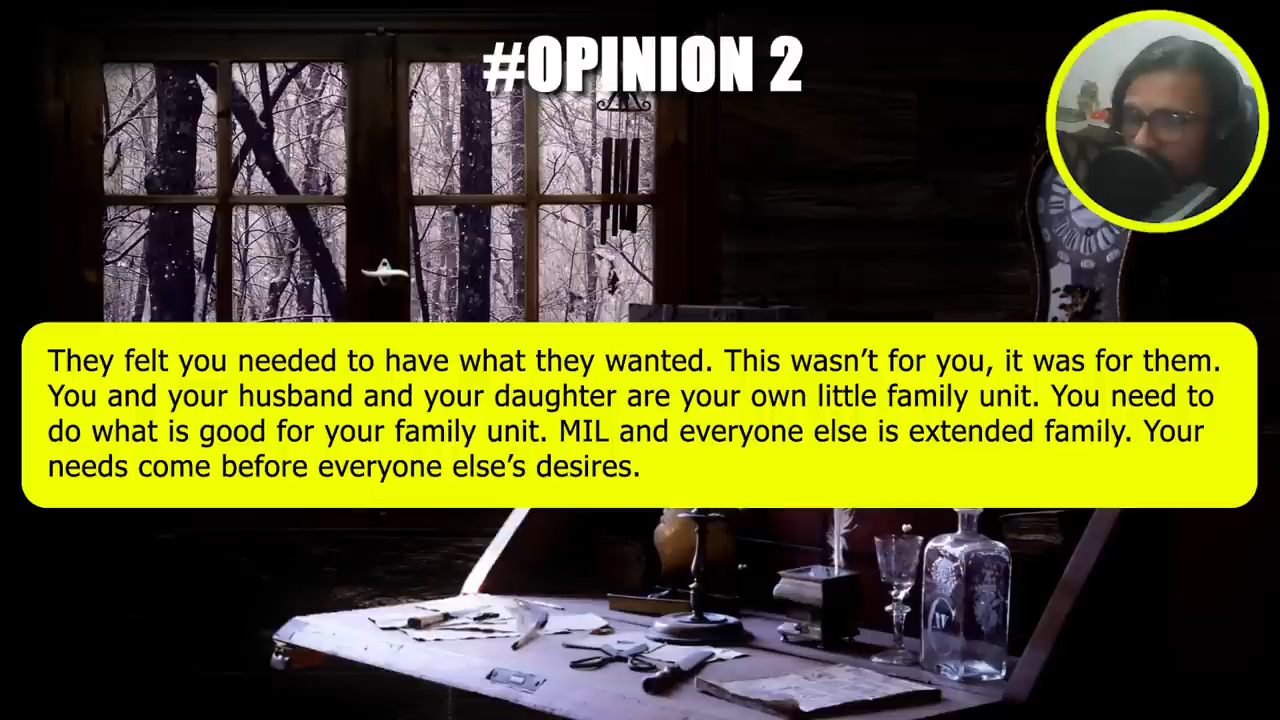 #OPINION 2
They felt you needed to have what they wanted. This wasn’t for you, it was for them.
You and your husband and your daughter are your own little family unit. You need to
do what is good for your family unit. MIL and everyone else is extended family. Your
needs come before everyone else’s desires.